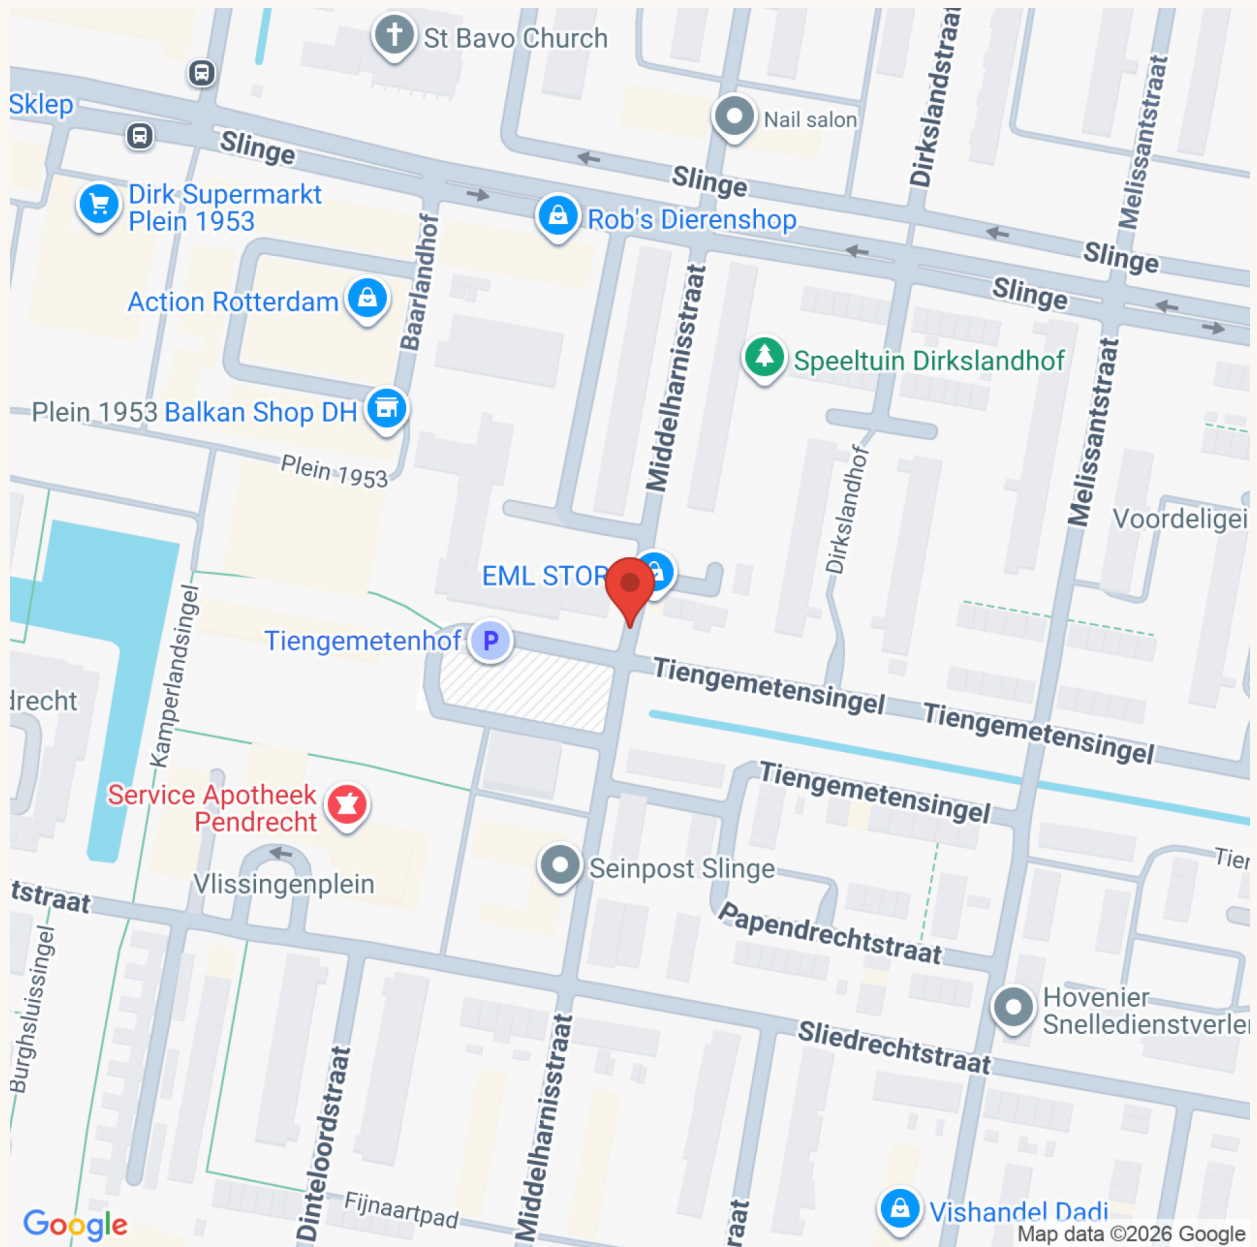 St Bavo Church
Sklep
Nail salon
Dirkslandstraat
Melissantstraat
Slinge
Slinge
Dirk Supermarkt
Plein 1953
Rob's Dierenshop
Baarlandhof
Slinge
Slinge
Action Rotterdam
Middelharnisstraat
Speeltuin Dirkslandhof
Melissantstraat
Plein 1953
Balkan Shop DH
Plein 1953
Dirkslandhof
Voordeligei
EML STOR
Kamperlandsingel
Tiengemetenhof
P
Tiengemetensingel
Tiengemetensingel
drecht
Tiengemetensingel
Service Apotheek
Pendrecht
Tier
Vlissingenplein
Seinpost Slinge
tstraat
Papendrechtstraat
Burghsluissingel
Hovenier
Snelledienstverler
Sliedrechtstraat
Dinteloordstraat
Middelharnisstraat
Fijnaartpad
raat
Vishandel Dadi
Google
Map data ©2026 Google